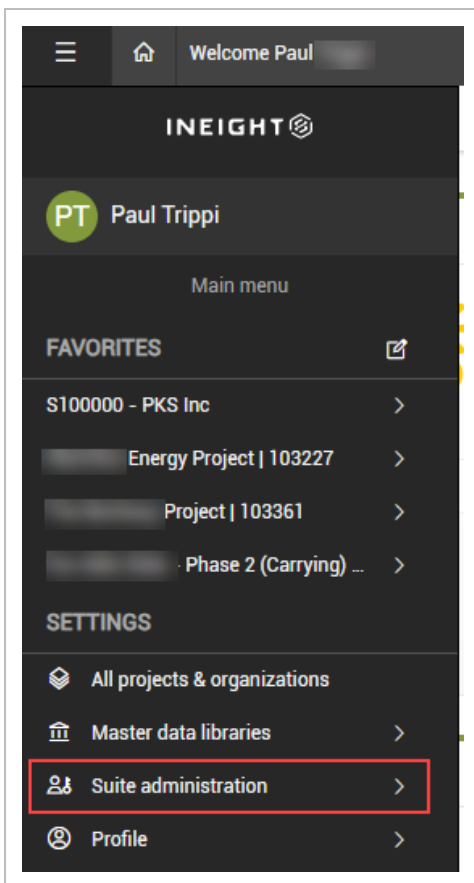 Welcome Paul
INEIGHT
PT Paul Trippi
Main menu
FAVORITES
S100000 - PKS Inc
Energy Project | 103227
Project | 103361
- Phase 2 (Carrying) ...
SETTINGS
All projects & organizations
Master data libraries
Suite administration
Profile